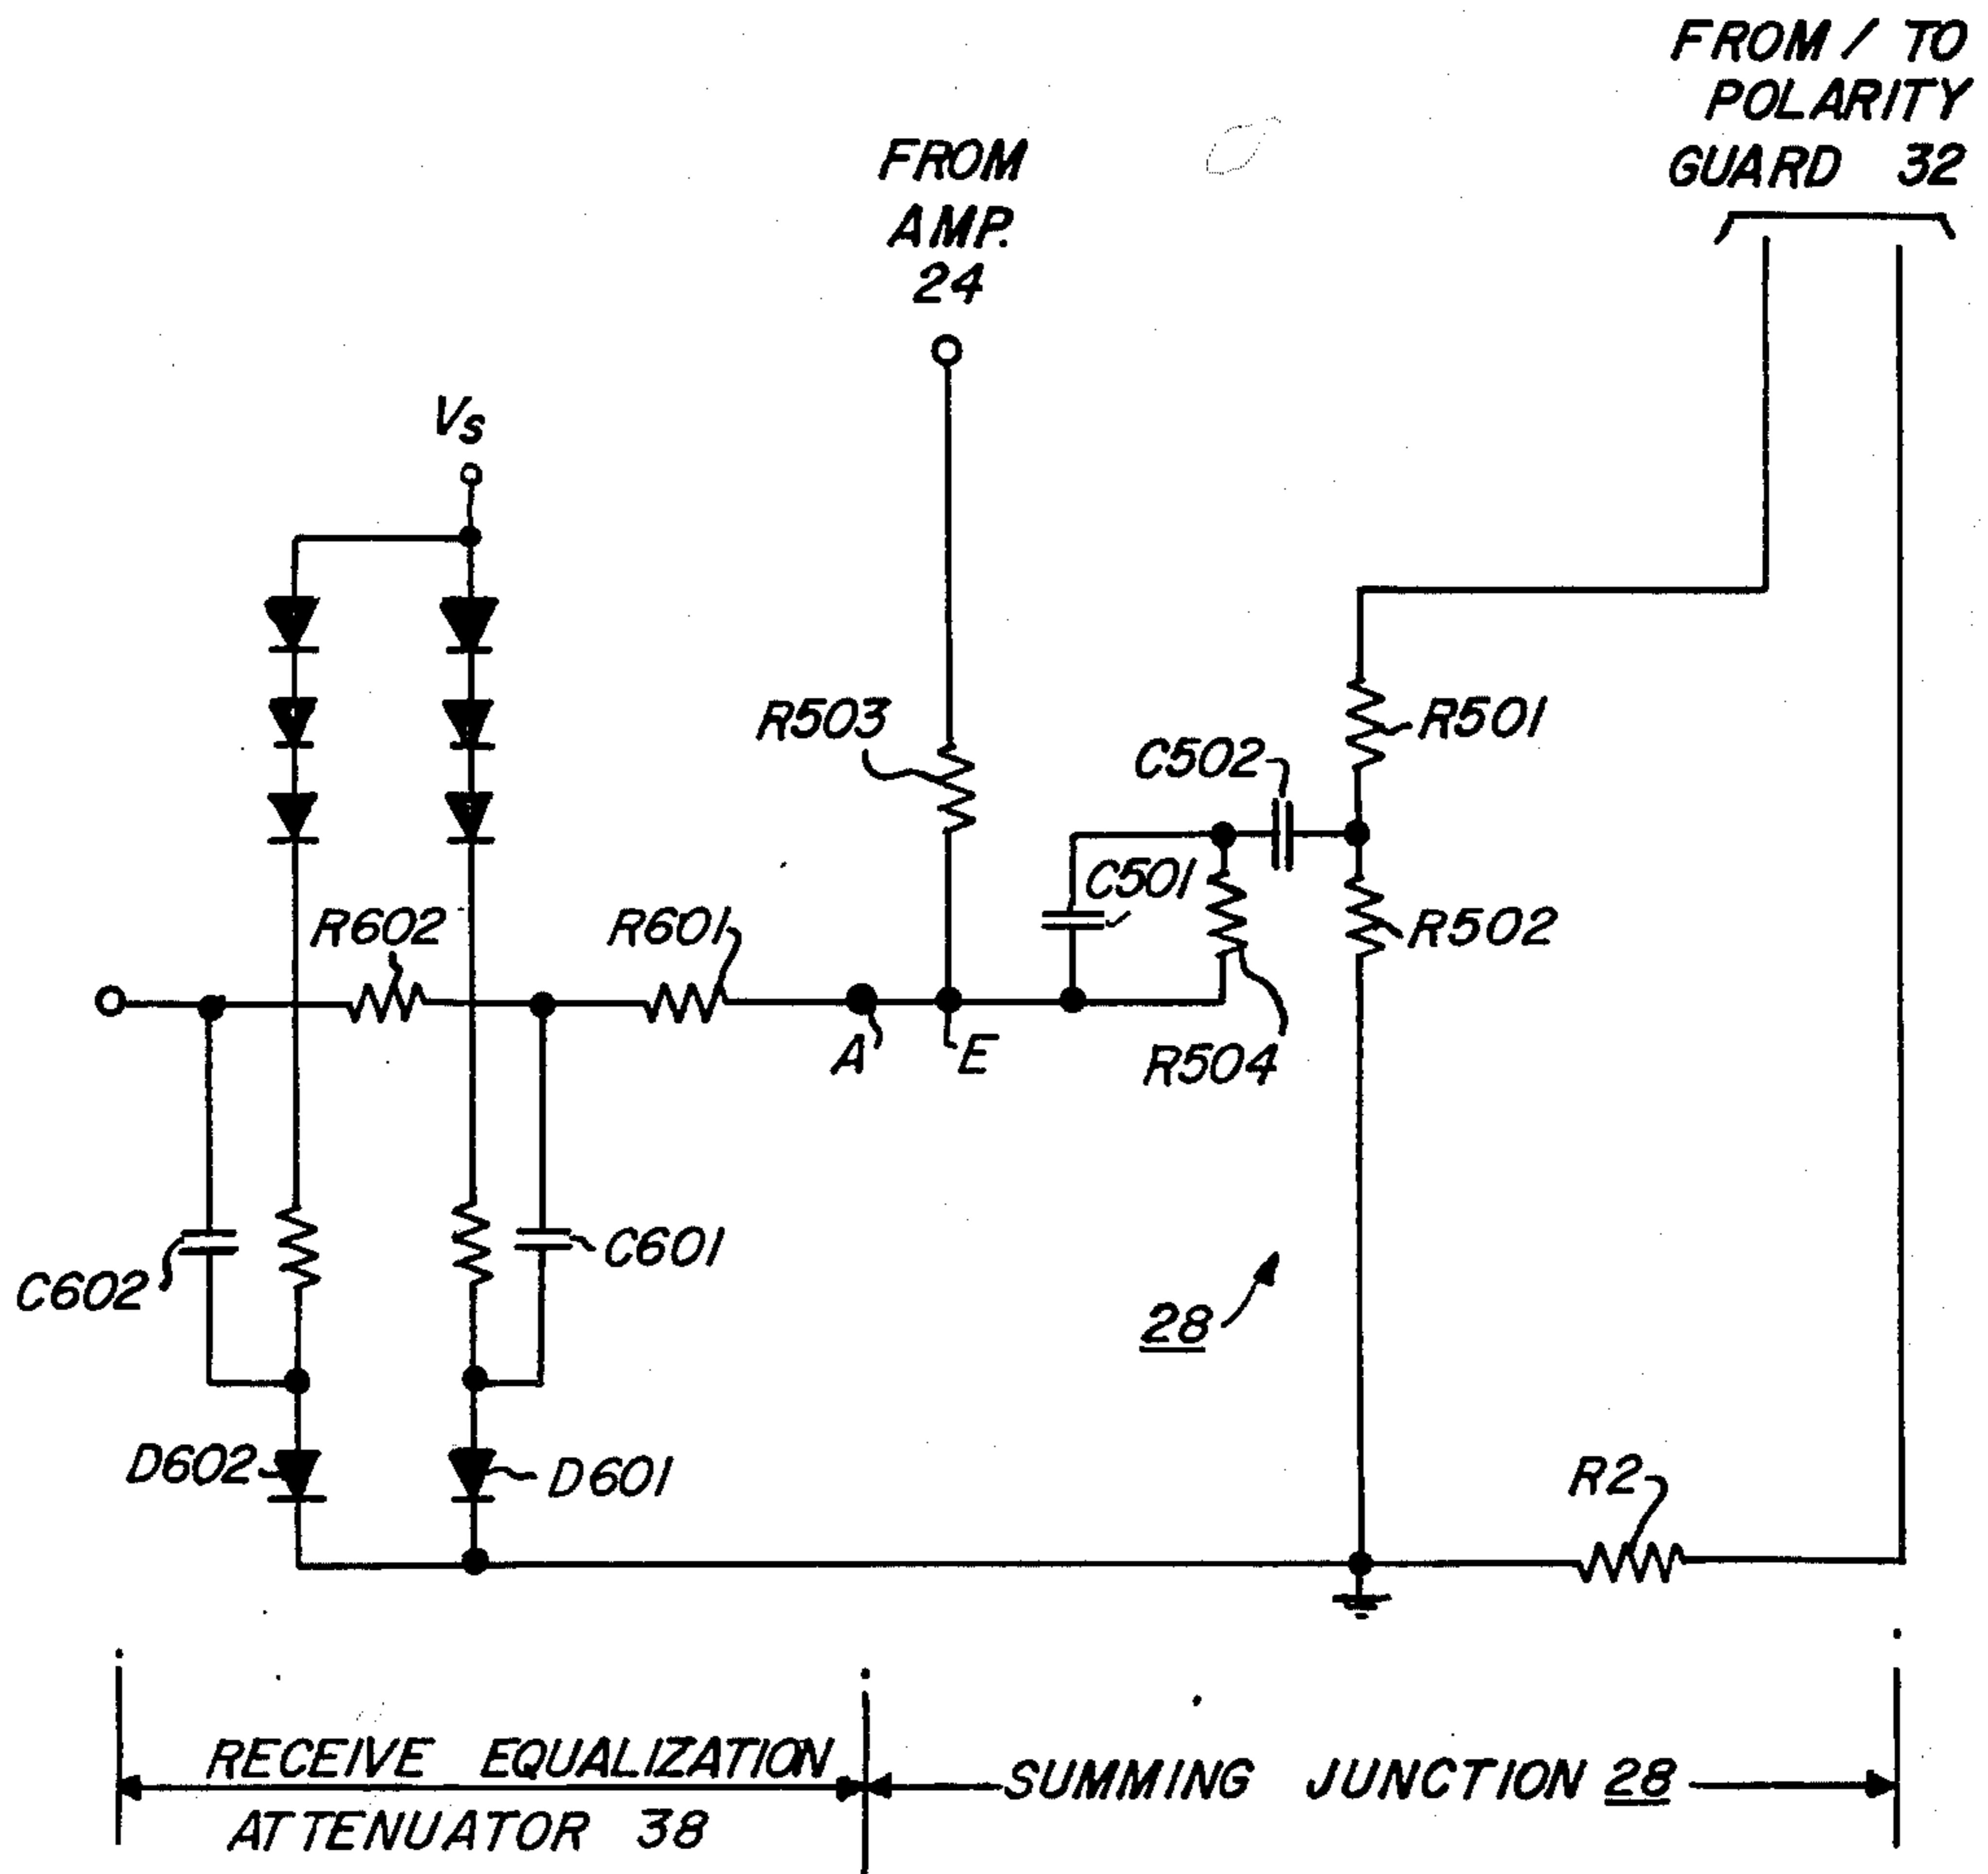 FROM / TO
POLARITY
GUARD 32
FROM
AMP.
24
Vs
R503
R501
C502
C501
R602
R601
R502
A
E
R504
C602
C601
28
D602
D601
R2
RECEIVE EQUALIZATION
ATTENUATOR 38
SUMMING JUNCTION 28